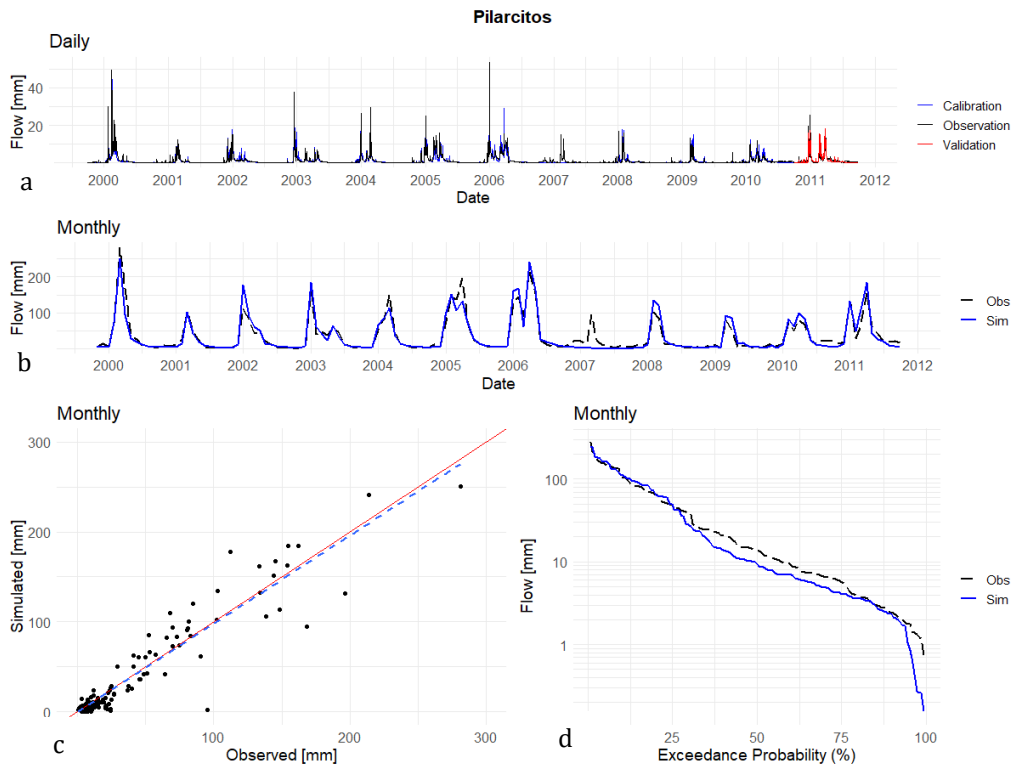 Pilarcitos
Daily
Flow [mm]
40
20
2000 2001 2002 2003 2004 2005 2006 2007 2008 2009 2010 2011 2012
Date
Calibration
Observation
Validation
a
Monthly
Flow [mm]
200
100
2000 2001 2002 2003 2004 2005 2006 2007 2008 2009 2010 2011 2012
Date
Obs
Sim
b
Monthly
Simulated [mm]
300
200
100
0
100 200 300
Observed [mm]
c
Monthly
Flow [mm]
100
10
1
25 50 75 100
Exceedance Probability (%)
Obs
Sim
d